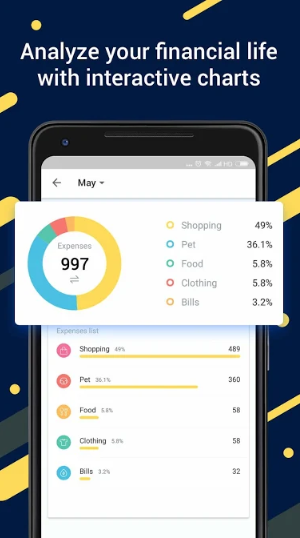 Analyze your financial life
with interactive charts
May
Expenses
997
Shopping 49%
Pet 36.1%
Food 5.8%
Clothing 5.8%
Bills 3.2%
Expenses list
Shopping 49% 489
Pet 36.1% 360
Food 5.8% 58
Clothing 5.8% 58
Bills 3.2% 32